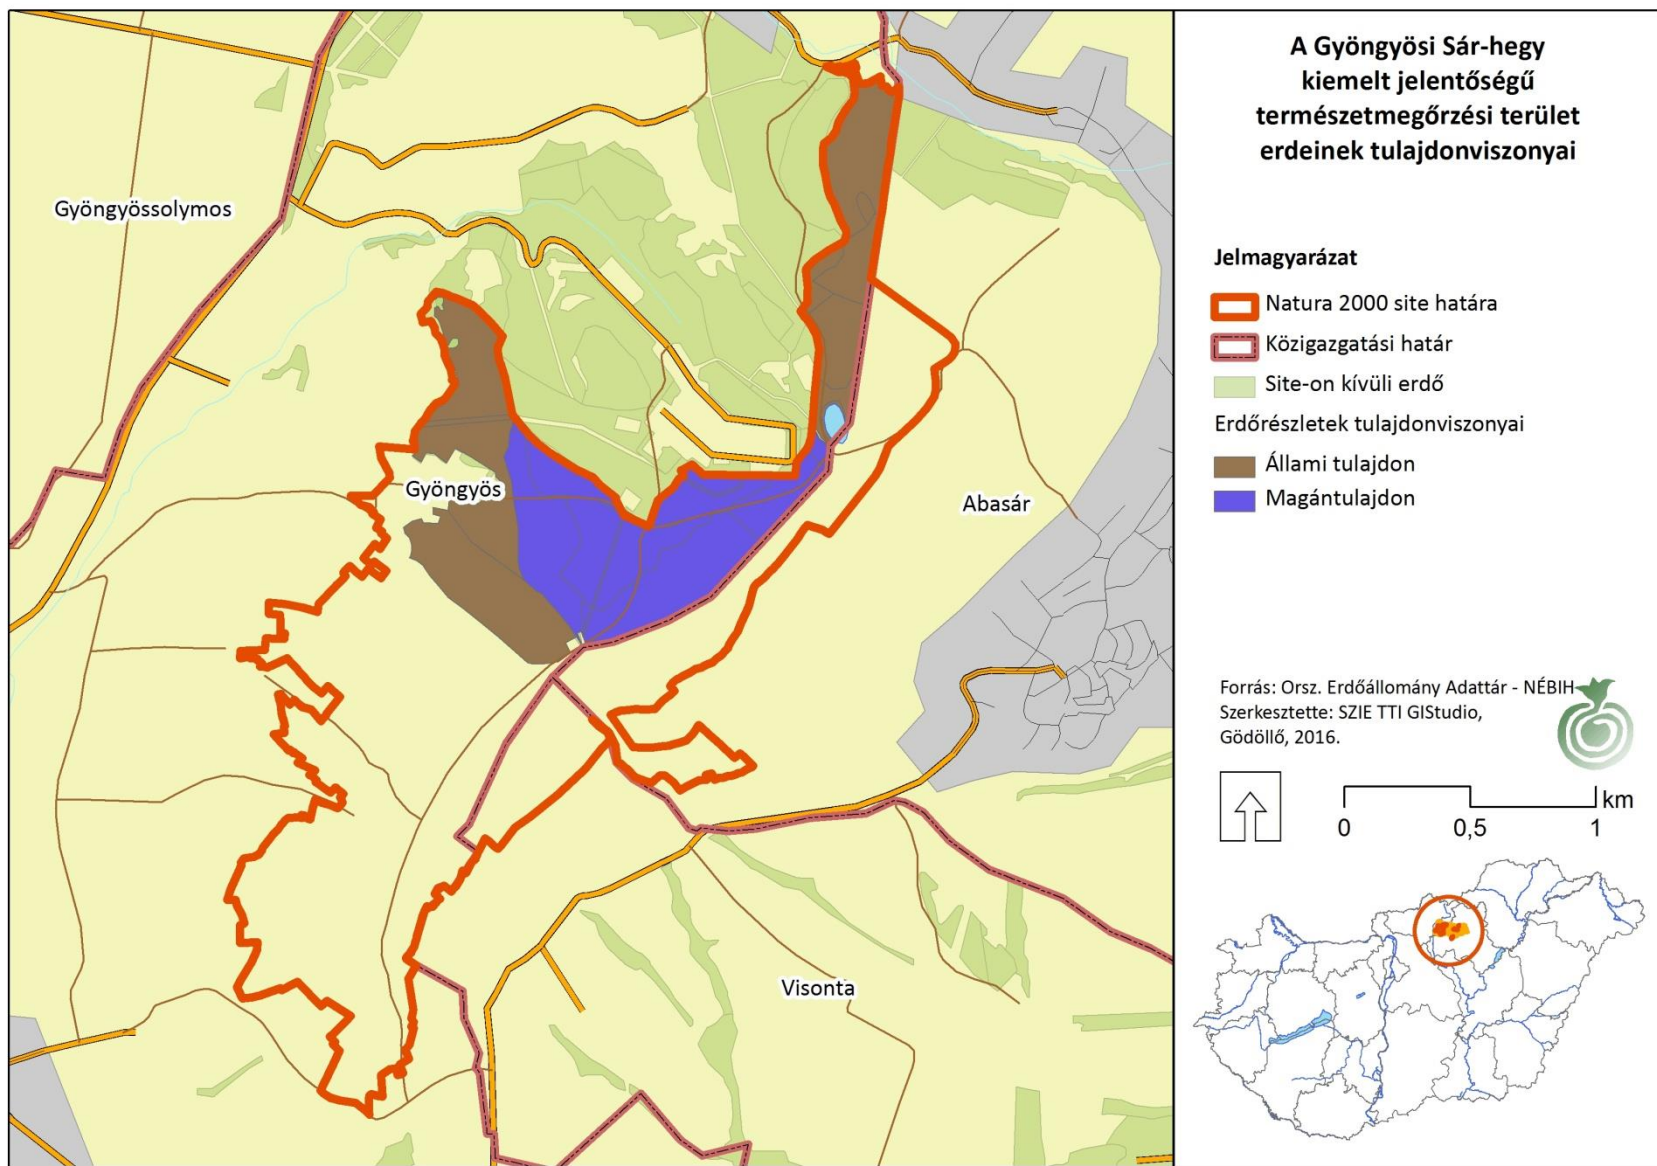 A Gyöngyösi Sár-hegy
kiemelt jelentőségű
természetmegőrzési terület
erdeinek tulajdonviszonyai
Gyöngyössolymos
Gyöngyös
Abasár
Visonta
Jelmagyarázat
Natura 2000 site határa
Közigazgatási határ
Site-on kívüli erdő
Erdőrészletek tulajdonviszonyai
Állami tulajdon
Magántulajdon
Forrás: Orsz. Erdőállomány Adattár - NÉBIH
Szerkesztette: SZIE TTI GIStudio,
Gödöllő, 2016.
km
0 0,5 1